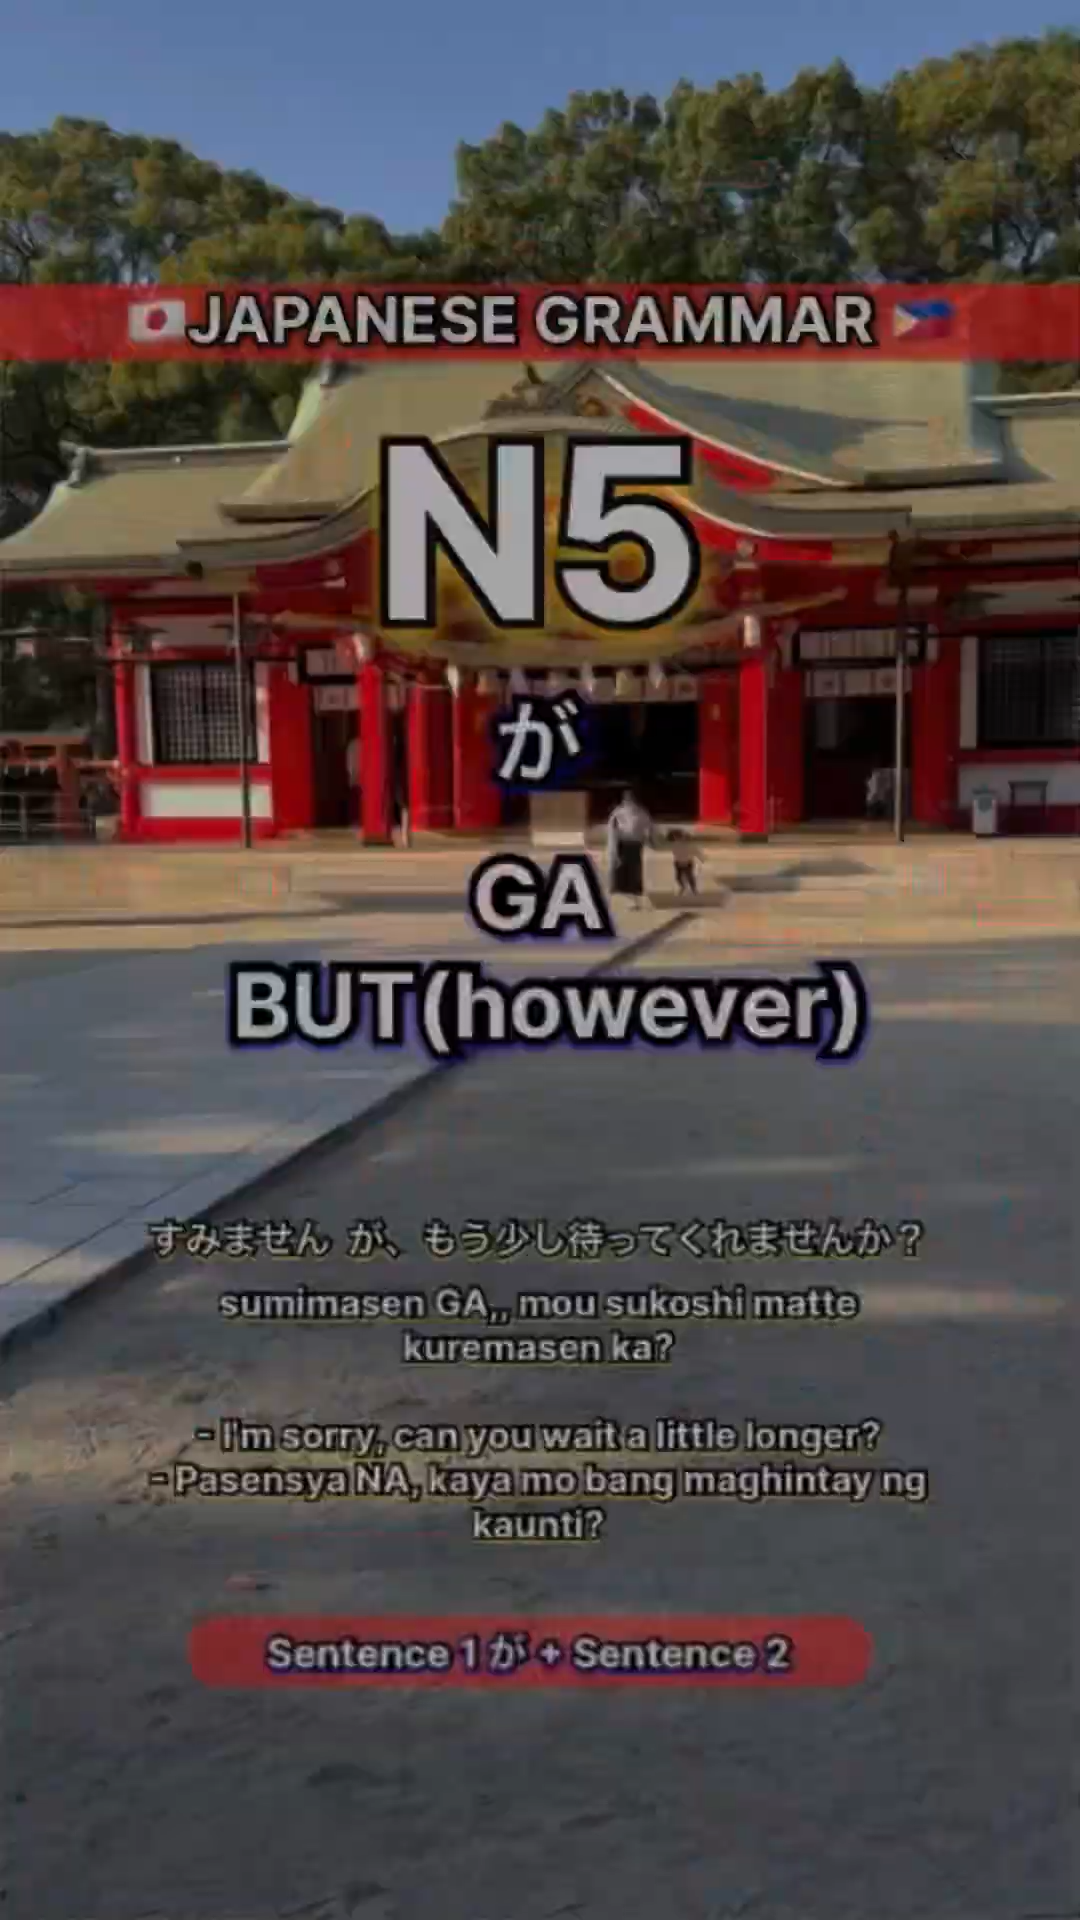 🇯🇵JAPANESE GRAMMAR 🇵🇭
N5
が
GA
BUT(however)
すみません が、もう少し待ってくれませんか？
sumimasen GA,, mou sukoshi matte
kuremasen ka?
- I'm sorry, can you wait a little longer?
- Pasensya NA, kaya mo bang maghintay ng
kaunti?
Sentence 1 が + Sentence 2